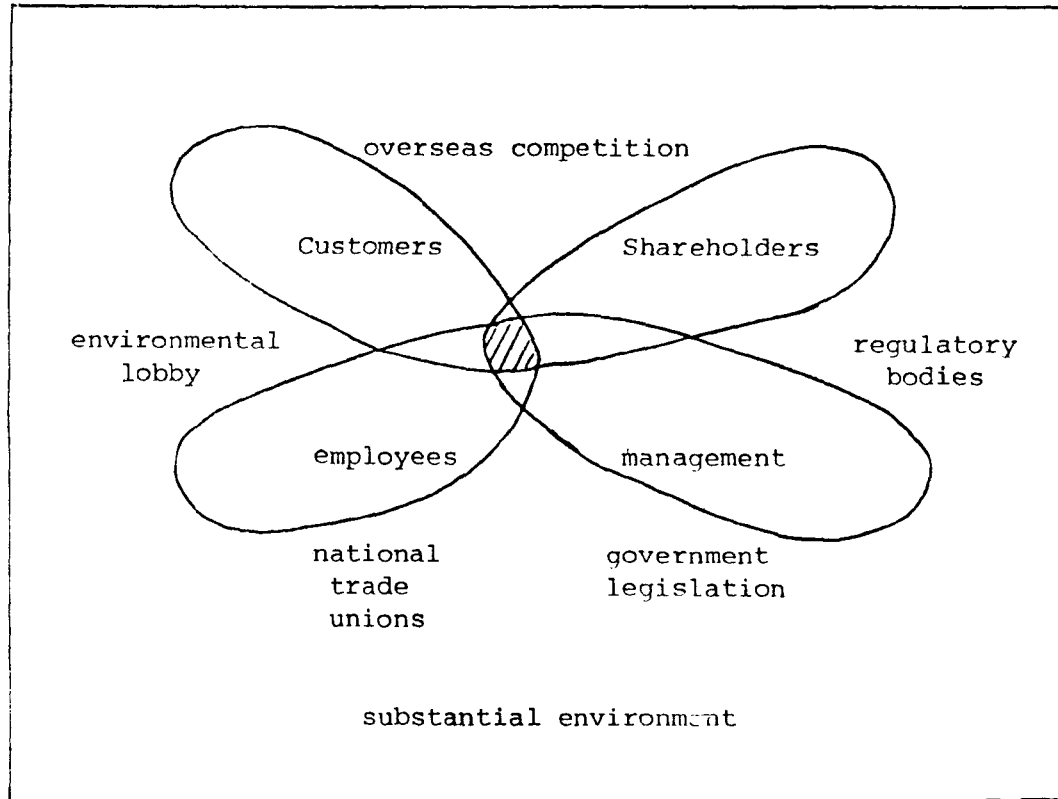 overseas competition
Customers
Shareholders
environmental
lobby
regulatory
bodies
employees
management
national
trade
unions
government
legislation
substantial environment